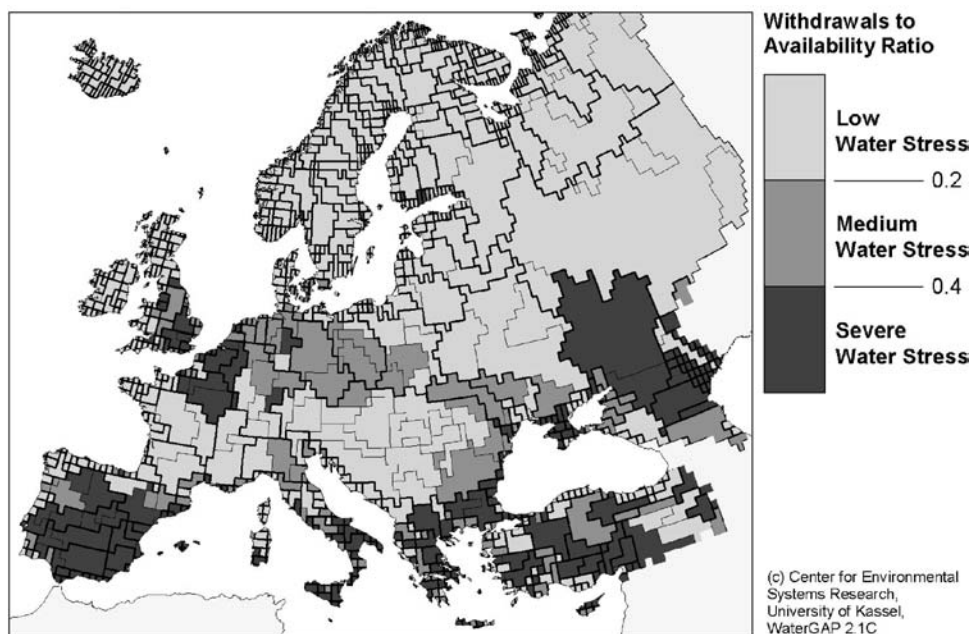 Withdrawals to
Availability Ratio
Low
Water Stress
0.2
Medium
Water Stress
0.4
Severe
Water Stress
(c) Center for Environmental
Systems Research,
University of Kassel,
WaterGAP 2.1C